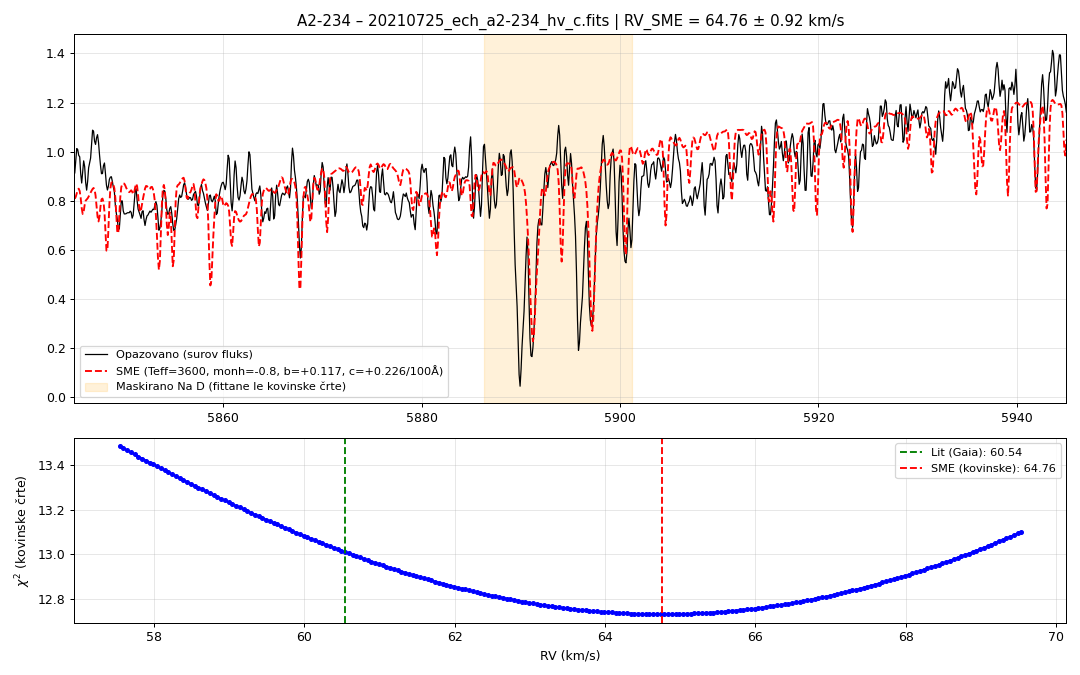 A2-234 – 20210725_ech_a2-234_hv_c.fits | RV_SME = 64.76 ± 0.92 km/s
1.4
1.2
1.0
0.8
0.6
0.4
0.2
0.0
Opazovano (surov fluks)
SME (Teff=3600, monh=-0.8, b=+0.117, c=+0.226/100Å)
Maskirano Na D (fittane le kovinske črte)
5860 5880 5900 5920 5940
13.4
13.2
13.0
12.8
χ² (kovinske črte)
Lit (Gaia): 60.54
SME (kovinske): 64.76
58 60 62 64 66 68 70
RV (km/s)